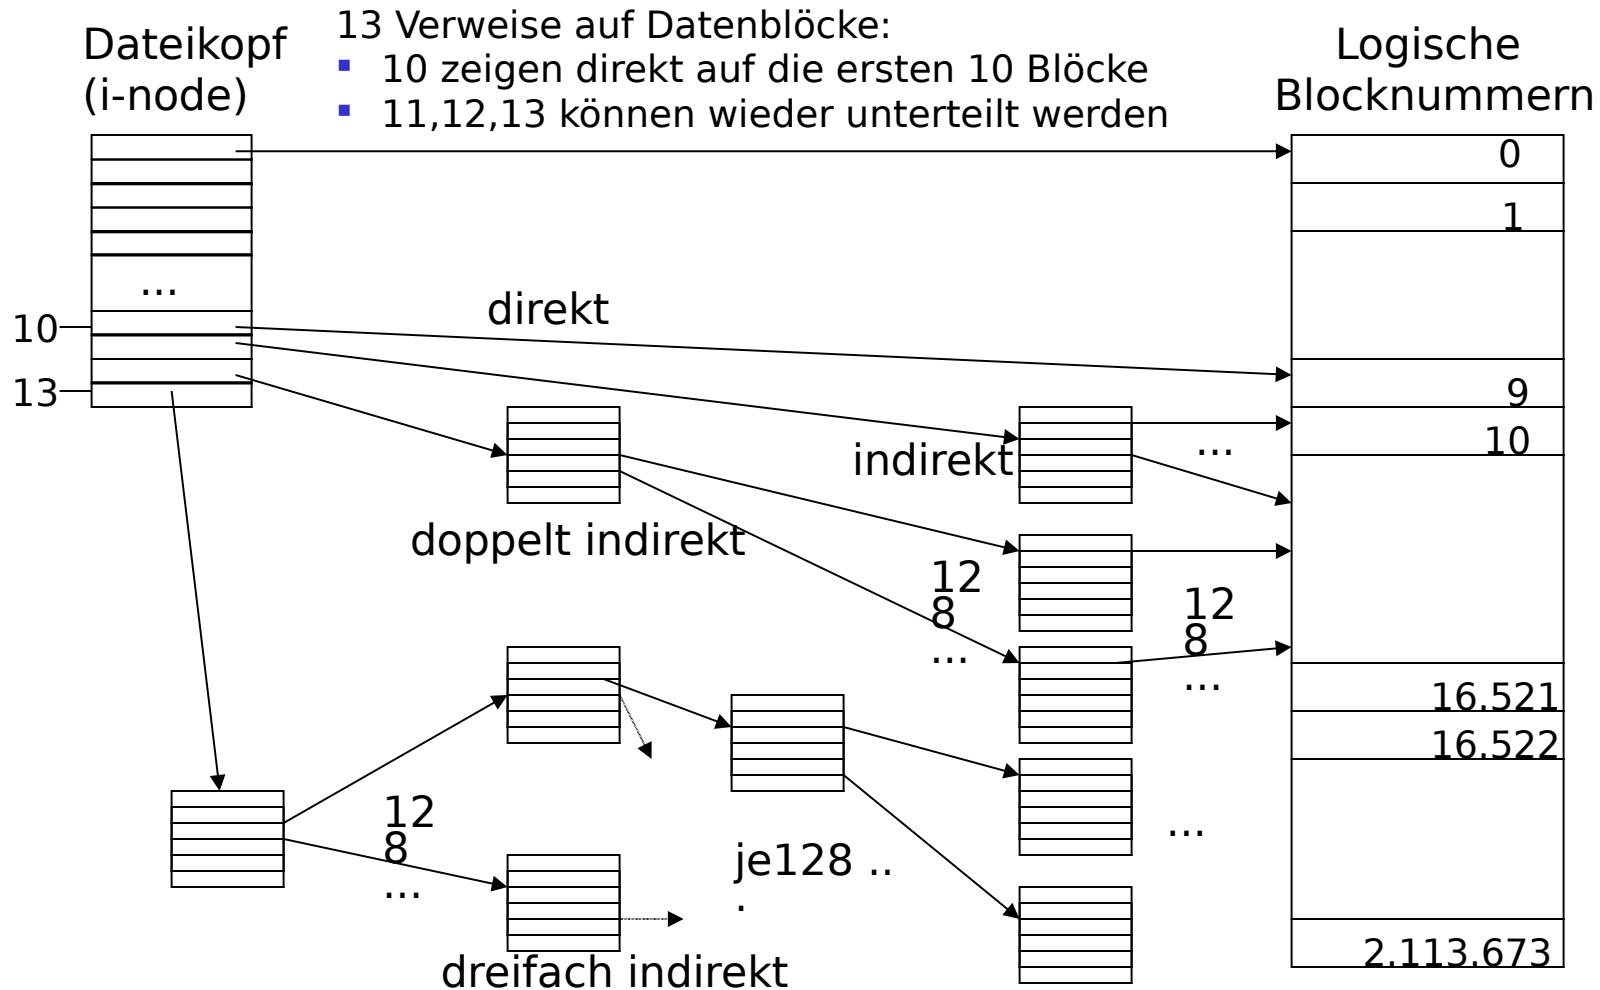 Dateikopf
(i-node)
13 Verweise auf Datenblöcke:
▪ 10 zeigen direkt auf die ersten 10 Blöcke
▪ 11,12,13 können wieder unterteilt werden
Logische
Blocknummern
0
1
...
direkt
10
13
9
10
indirekt
...
doppelt indirekt
12
8
...
12
8
...
16.521
16.522
12
8
...
je128 ..
.
...
dreifach indirekt
2.113.673